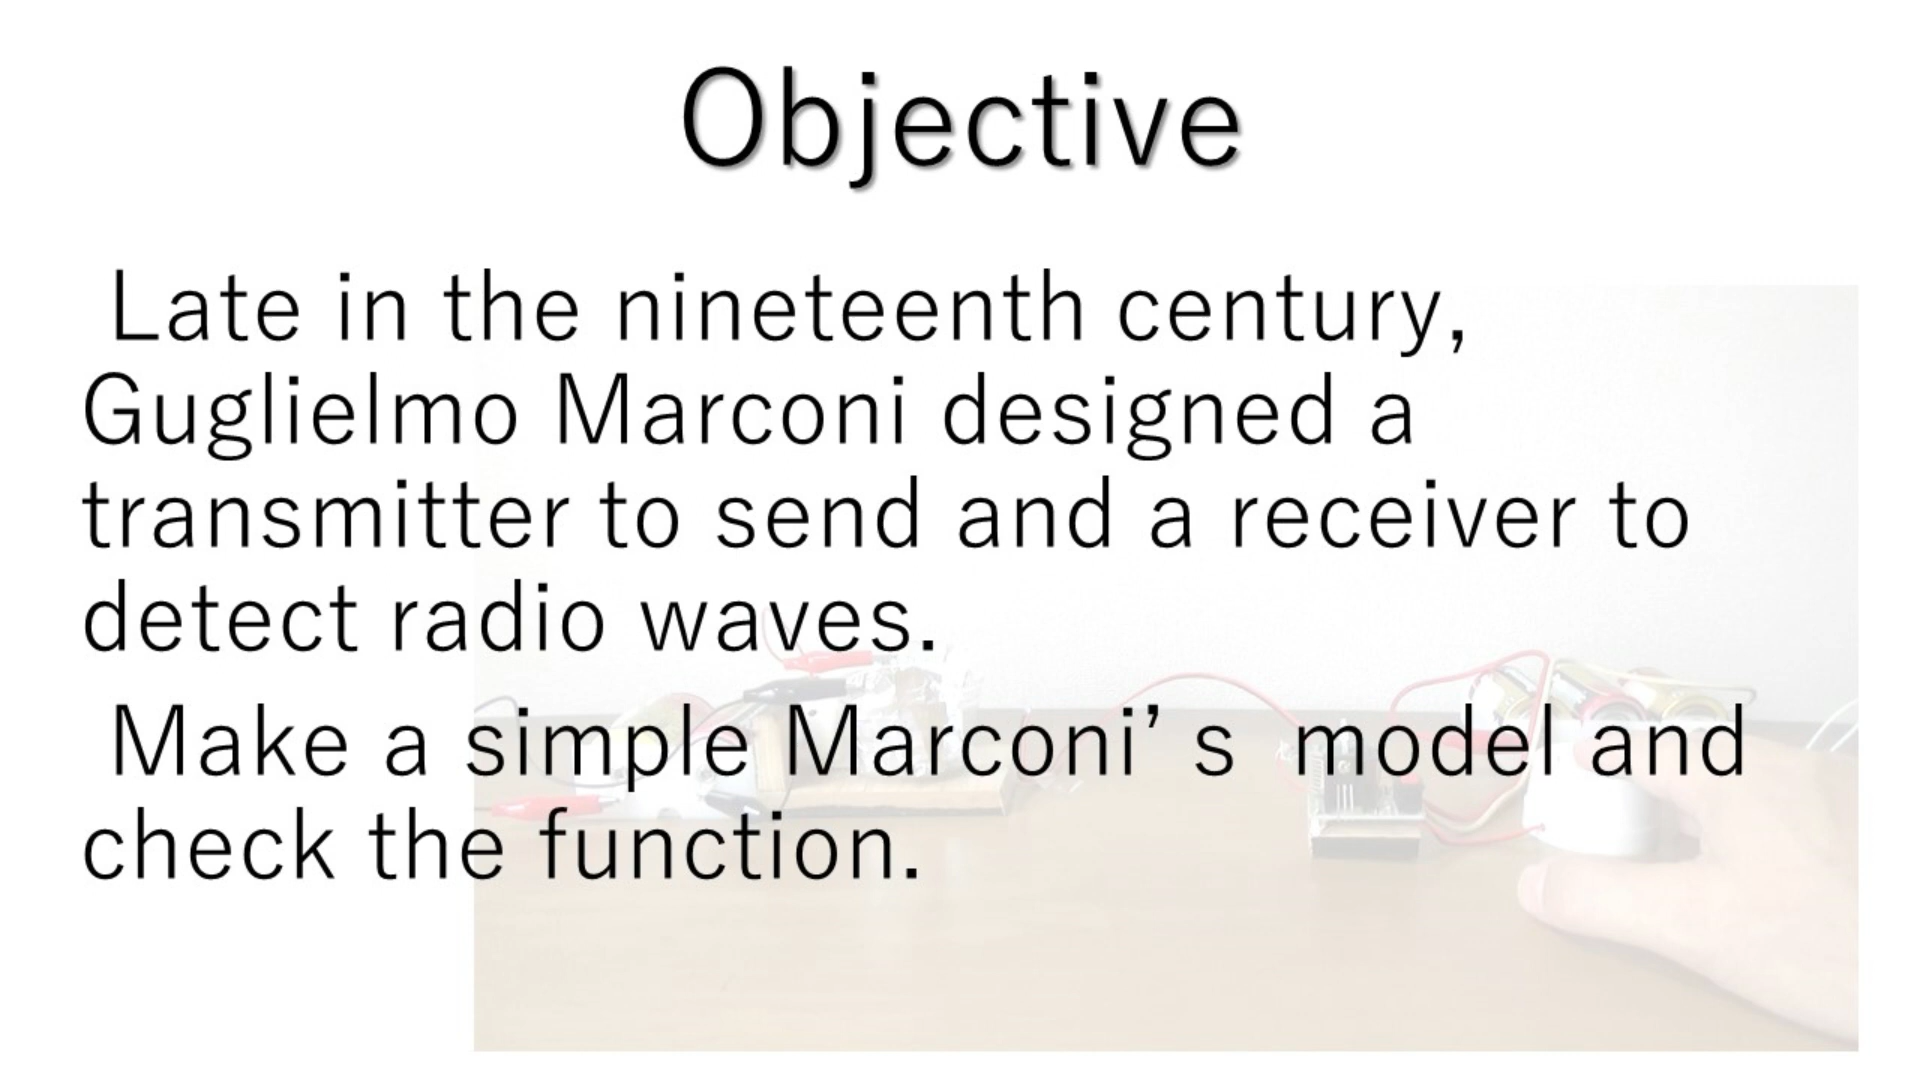 Objective
Late in the nineteenth century,
Guglielmo Marconi designed a
transmitter to send and a receiver to
detect radio waves.
Make a simple Marconi’s model and
check the function.